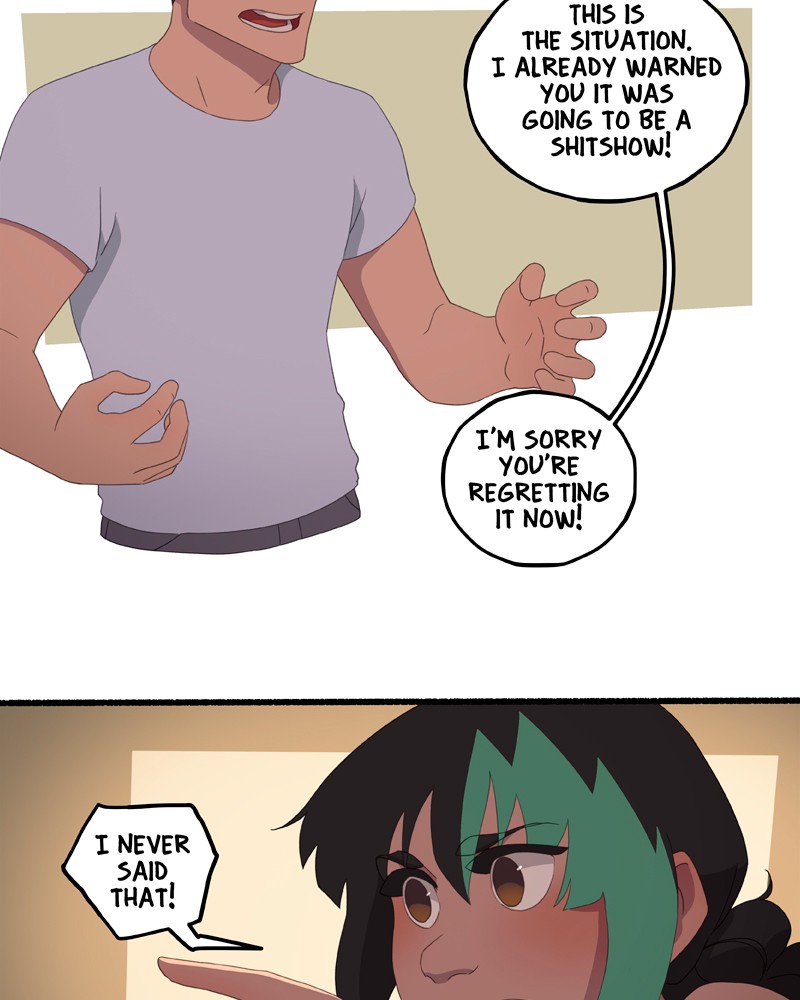 THIS IS
THE SITUATION.
I ALREADY WARNED
YOU IT WAS
GOING TO BE A
SHITSHOW!
I'M SORRY
YOU'RE
REGRETTING
IT NOW!
I NEVER
SAID
THAT!